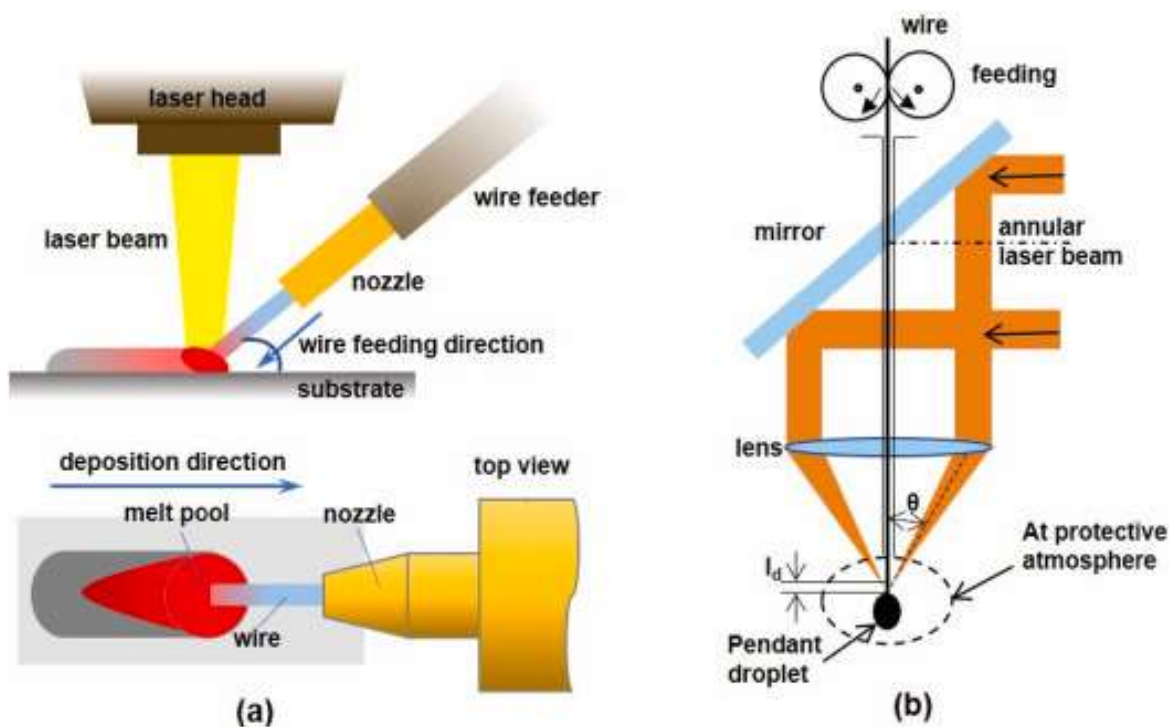 laser head
laser beam
wire feeder
nozzle
wire feeding direction
substrate
deposition direction
melt pool
nozzle
top view
wire
(a)
wire
feeding
mirror
annular
laser beam
lens
θ
At protective
atmosphere
l_d
Pendant
droplet
(b)